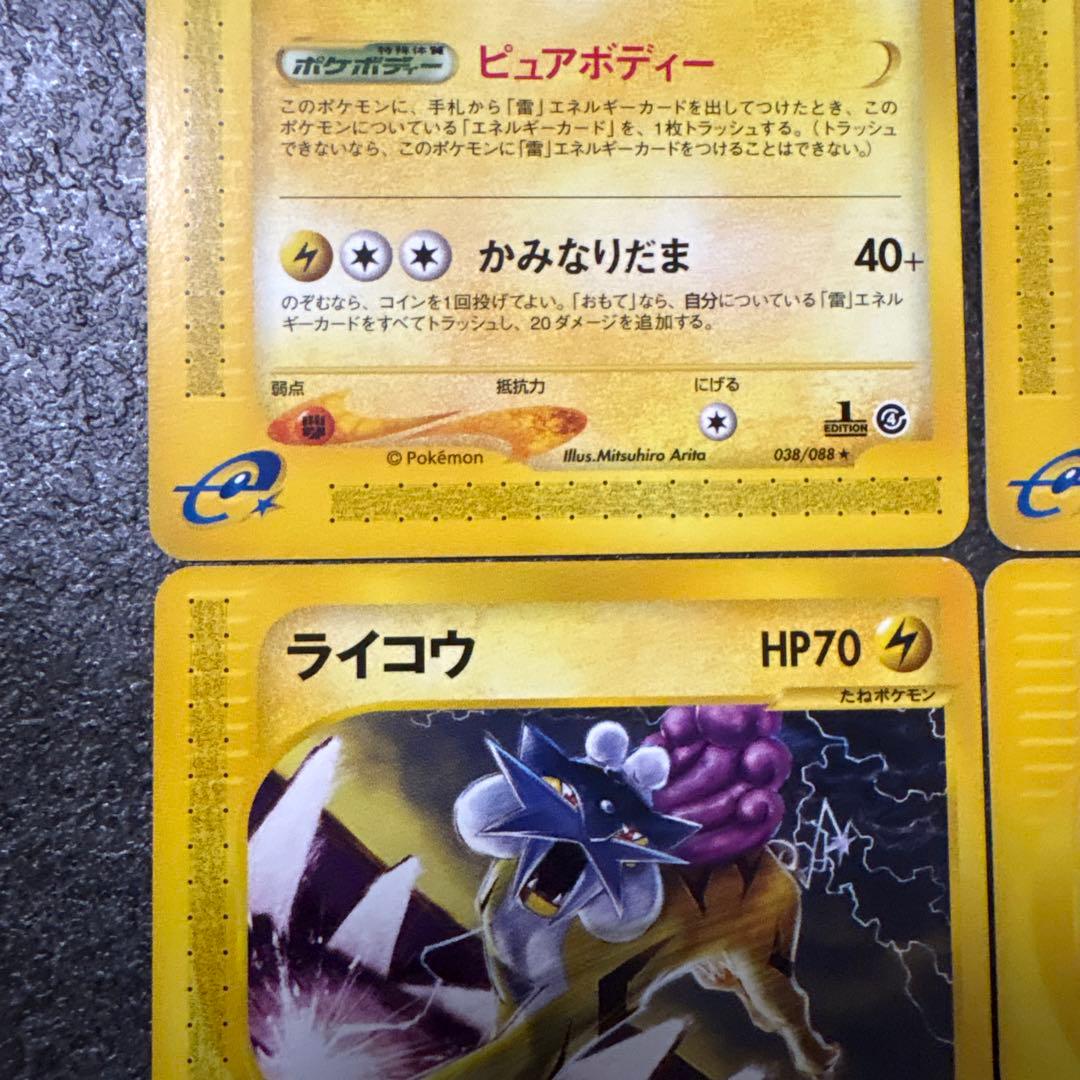 特殊体質
ポケボディー ピュアボディー
このポケモンに、手札から「雷」エネルギーカードを出してつけたとき、この
ポケモンについている「エネルギーカード」を、1枚トラッシュする。(トラッシュ
できないなら、このポケモンに「雷」エネルギーカードをつけることはできない。)
かみなりだま 40+
のぞむなら、コインを1回投げてよい。「おもて」なら、自分についている「雷」エネル
ギーカードをすべてトラッシュし、20ダメージを追加する。
弱点 抵抗力 にげる
1 EDITION
© Pokémon Illus.Mitsuhiro Arita 038/088★
ライコウ HP70
たねポケモン